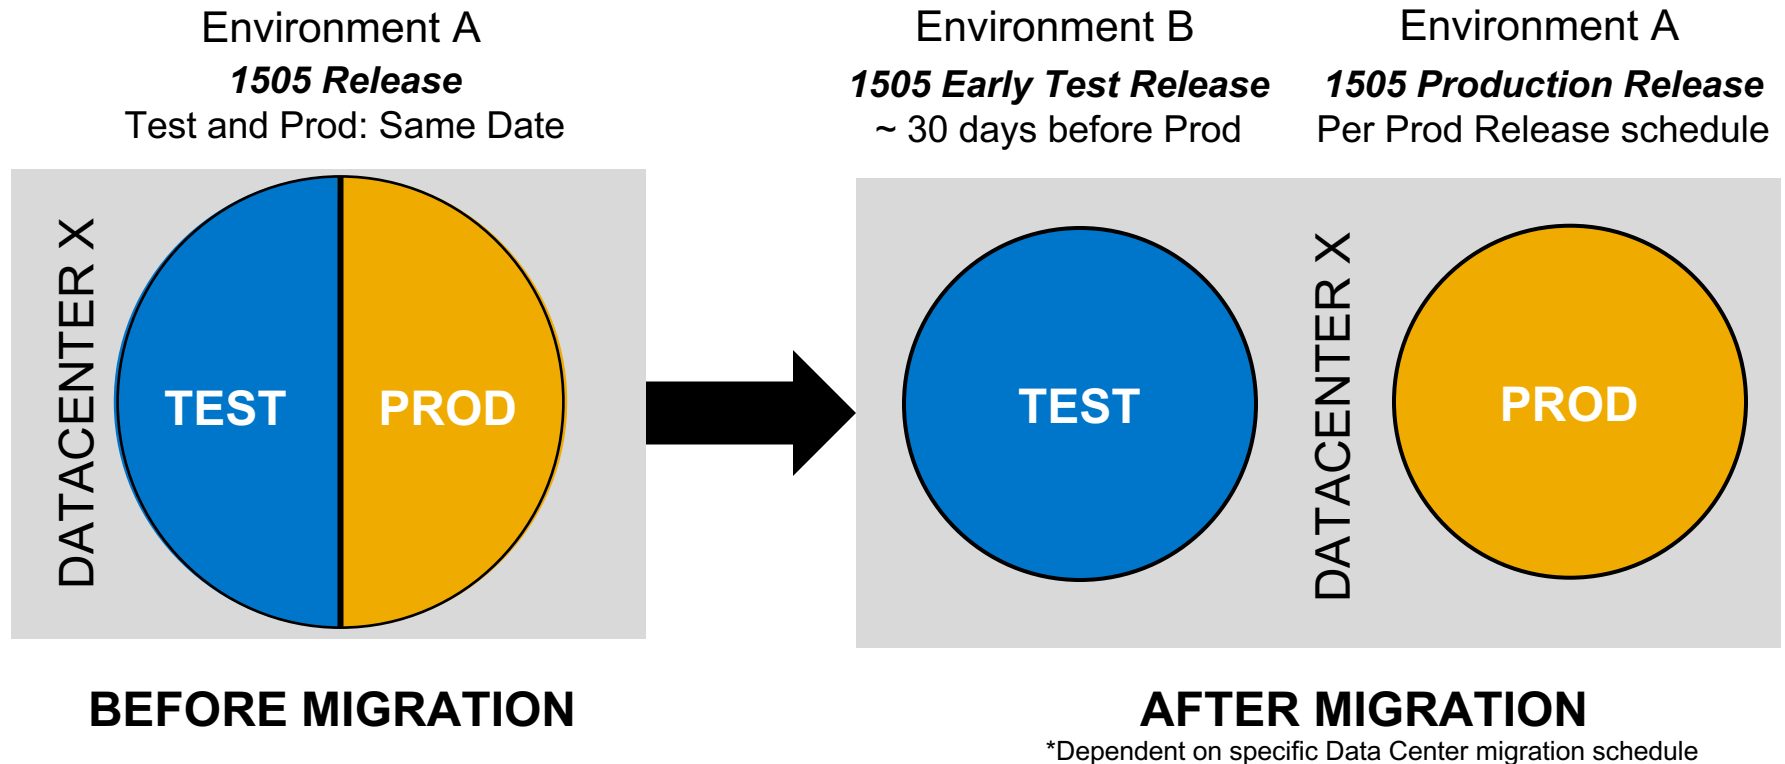 Environment A
1505 Release
Test and Prod: Same Date
DATACENTER X
TEST
PROD
BEFORE MIGRATION
Environment B
1505 Early Test Release
~ 30 days before Prod
Environment A
1505 Production Release
Per Prod Release schedule
TEST
DATACENTER X
PROD
AFTER MIGRATION
*Dependent on specific Data Center migration schedule